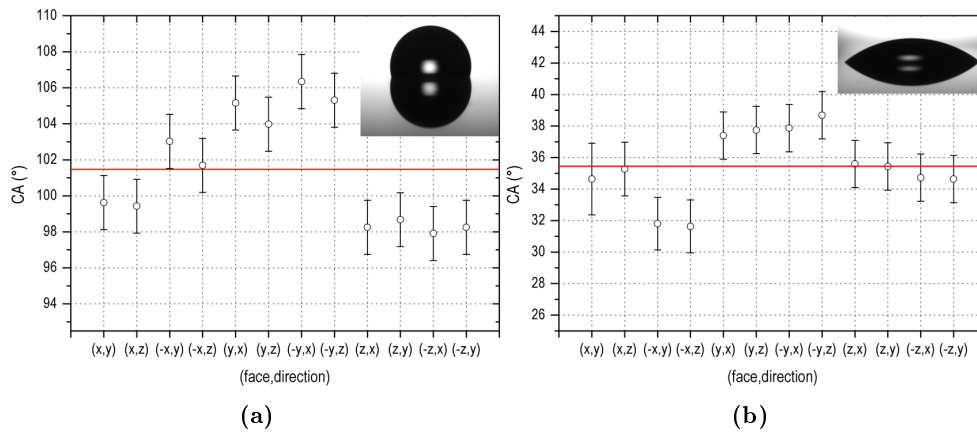 110
108
106
104
102
100
98
96
94
CA (°)
(x,y) (x,z) (-x,y) (-x,z) (y,x) (y,z) (-y,x) (-y,z) (z,x) (z,y) (-z,x) (-z,y)
(face,direction)
(a)
44
42
40
38
36
34
32
30
28
26
CA (°)
(x,y) (x,z) (-x,y) (-x,z) (y,x) (y,z) (-y,x) (-y,z) (z,x) (z,y) (-z,x) (-z,y)
(face,direction)
(b)